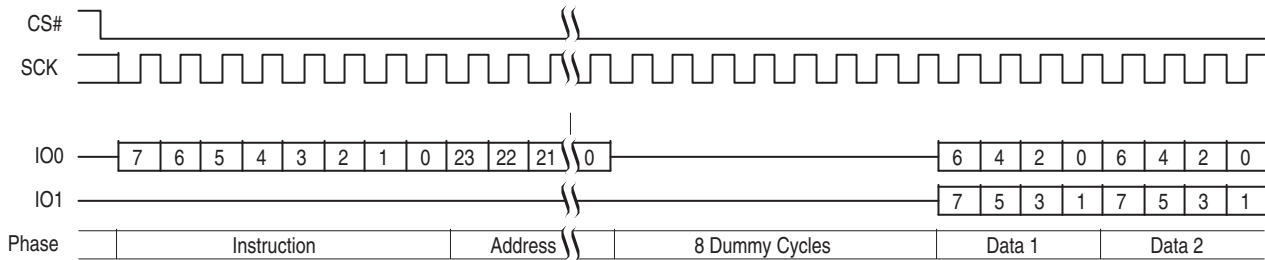 CS#
SCK
IO0 7 6 5 4 3 2 1 0 23 22 21 0 6 4 2 0 6 4 2 0
IO1 7 5 3 1 7 5 3 1
Phase Instruction Address 8 Dummy Cycles Data 1 Data 2